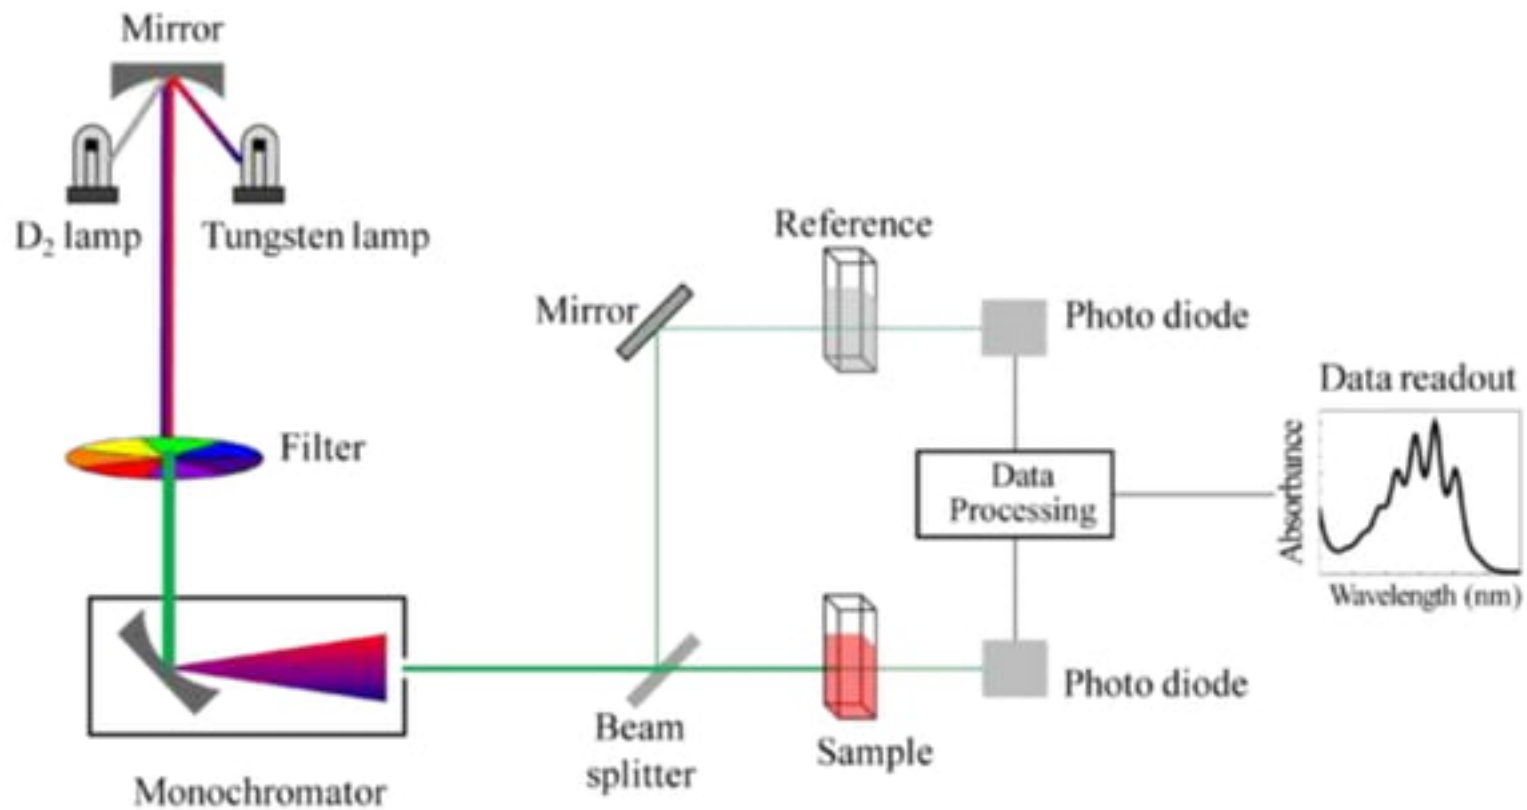 Mirror
D₂ lamp
Tungsten lamp
Filter
Monochromator
Mirror
Beam
splitter
Reference
Sample
Photo diode
Photo diode
Data
Processing
Data readout
Absorbance
Wavelength (nm)